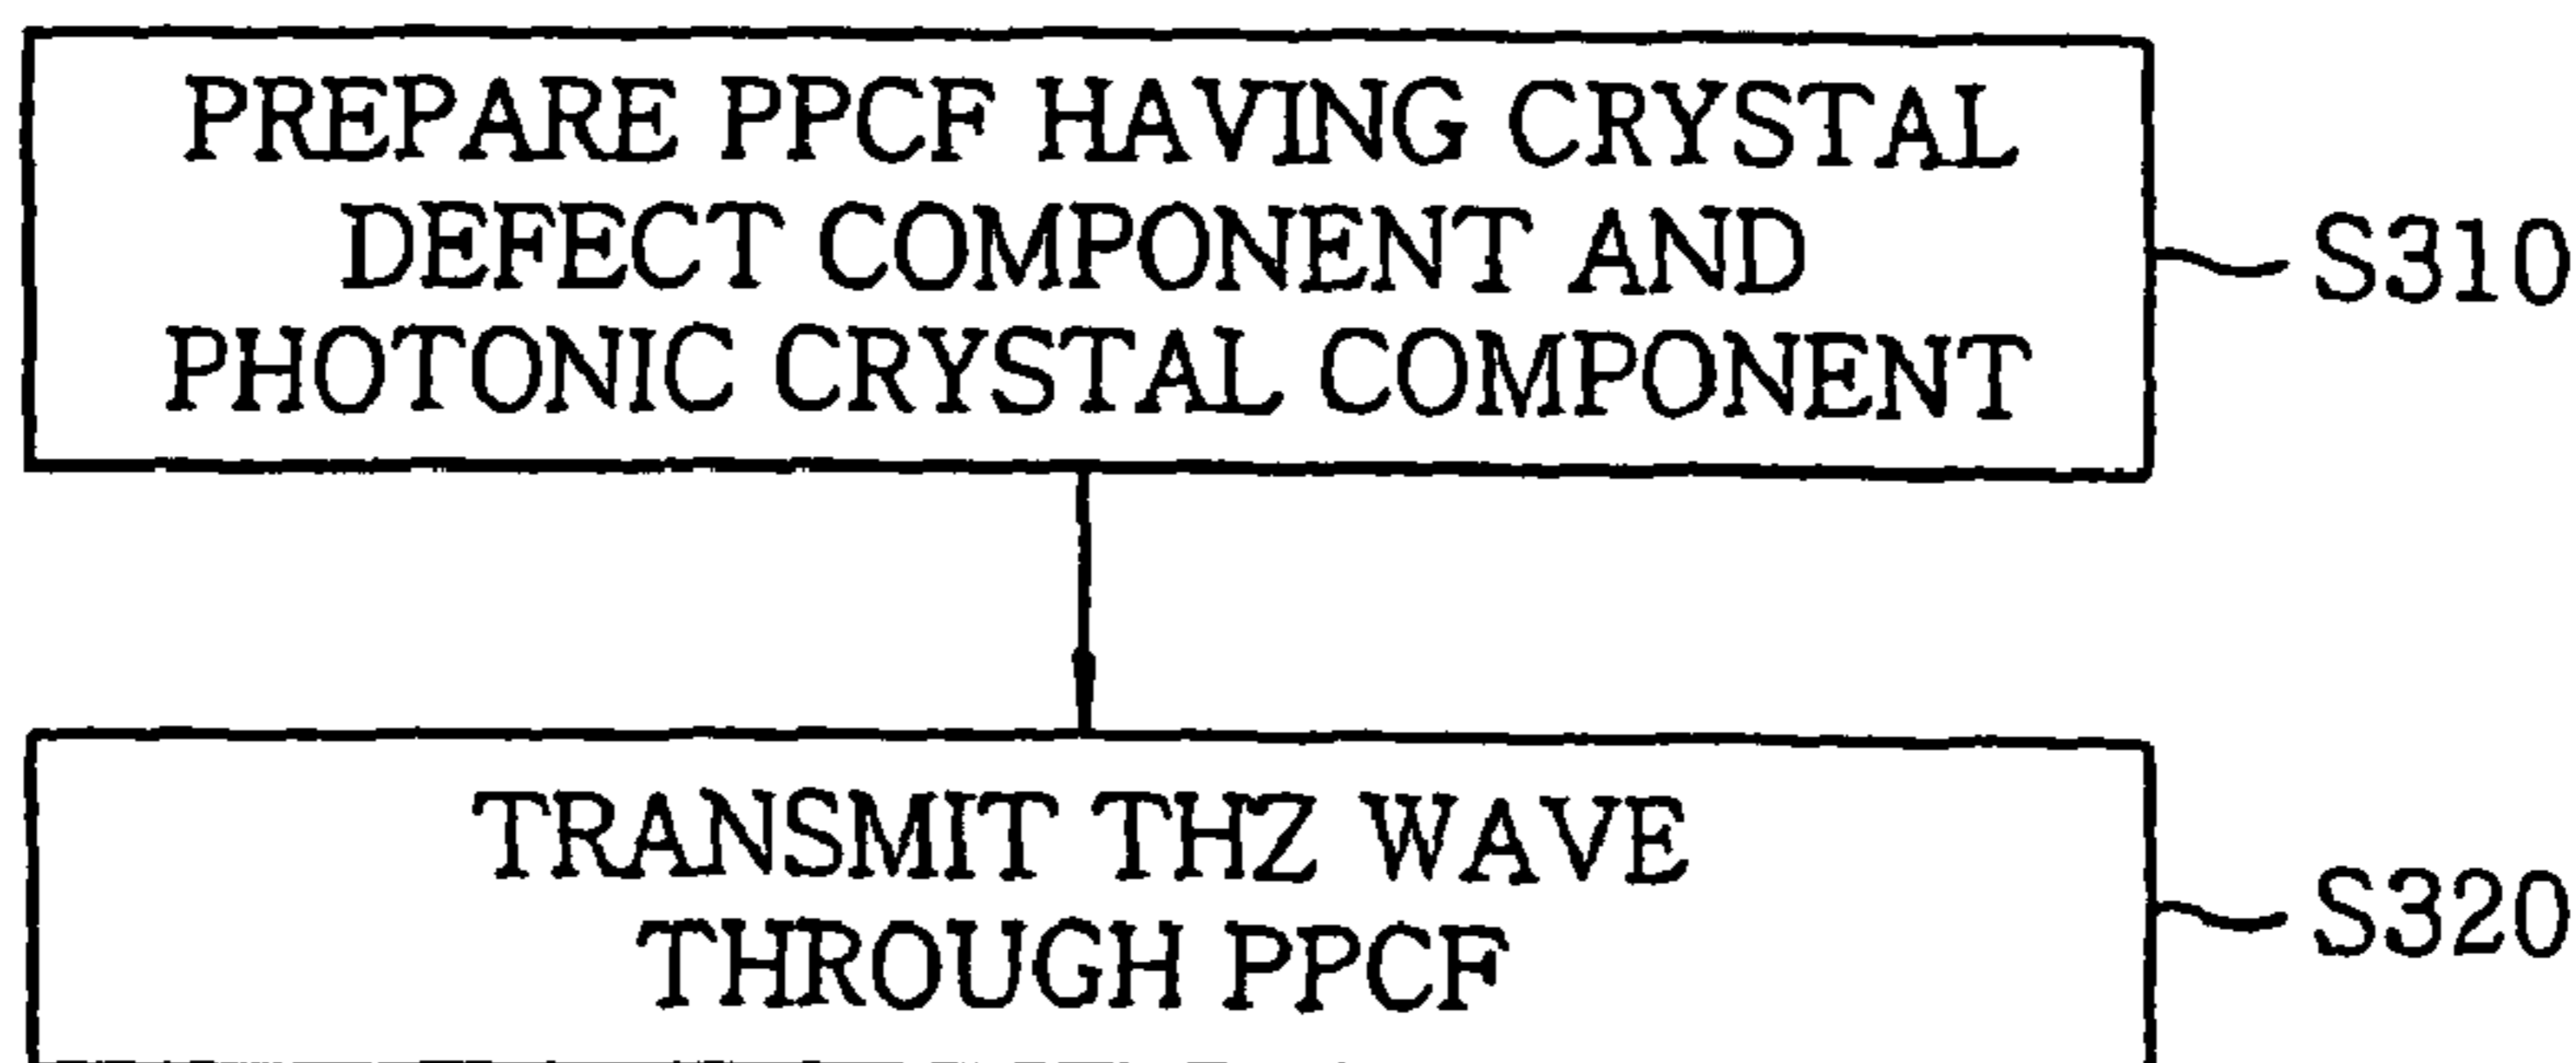 PREPARE PPCF HAVING CRYSTAL
DEFECT COMPONENT AND
PHOTONIC CRYSTAL COMPONENT
S310
TRANSMIT THZ WAVE
THROUGH PPCF
S320